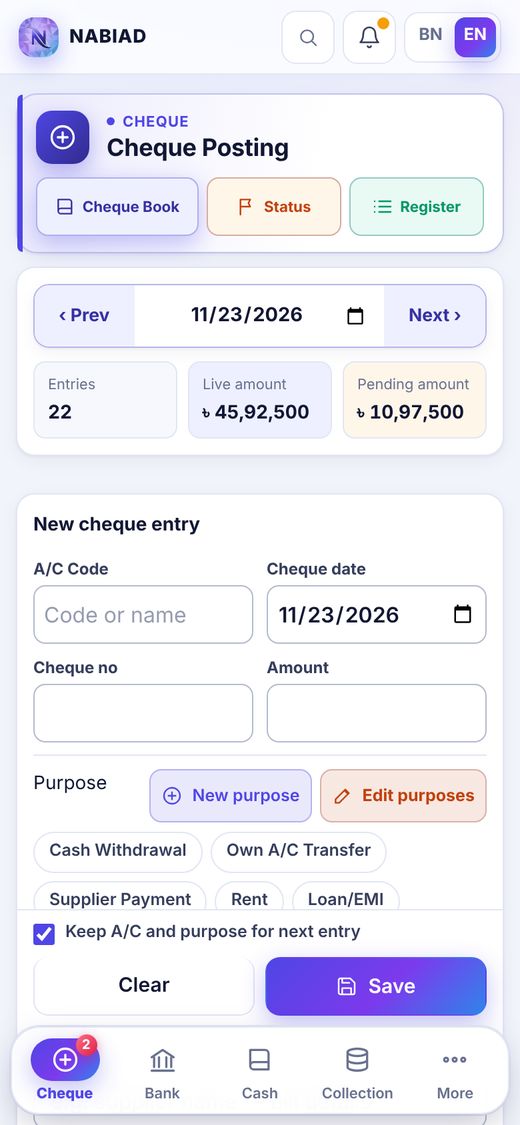 NABIAD
BN EN
CHEQUE
Cheque Posting
Cheque Book Status Register
‹ Prev 11/23/2026 Next ›
Entries Live amount Pending amount
22 ৳ 45,92,500 ৳ 10,97,500
New cheque entry
A/C Code Cheque date
Code or name 11/23/2026
Cheque no Amount
Purpose New purpose Edit purposes
Cash Withdrawal Own A/C Transfer
Supplier Payment Rent Loan/EMI
Keep A/C and purpose for next entry
Clear Save
2
Cheque Bank Cash Collection More